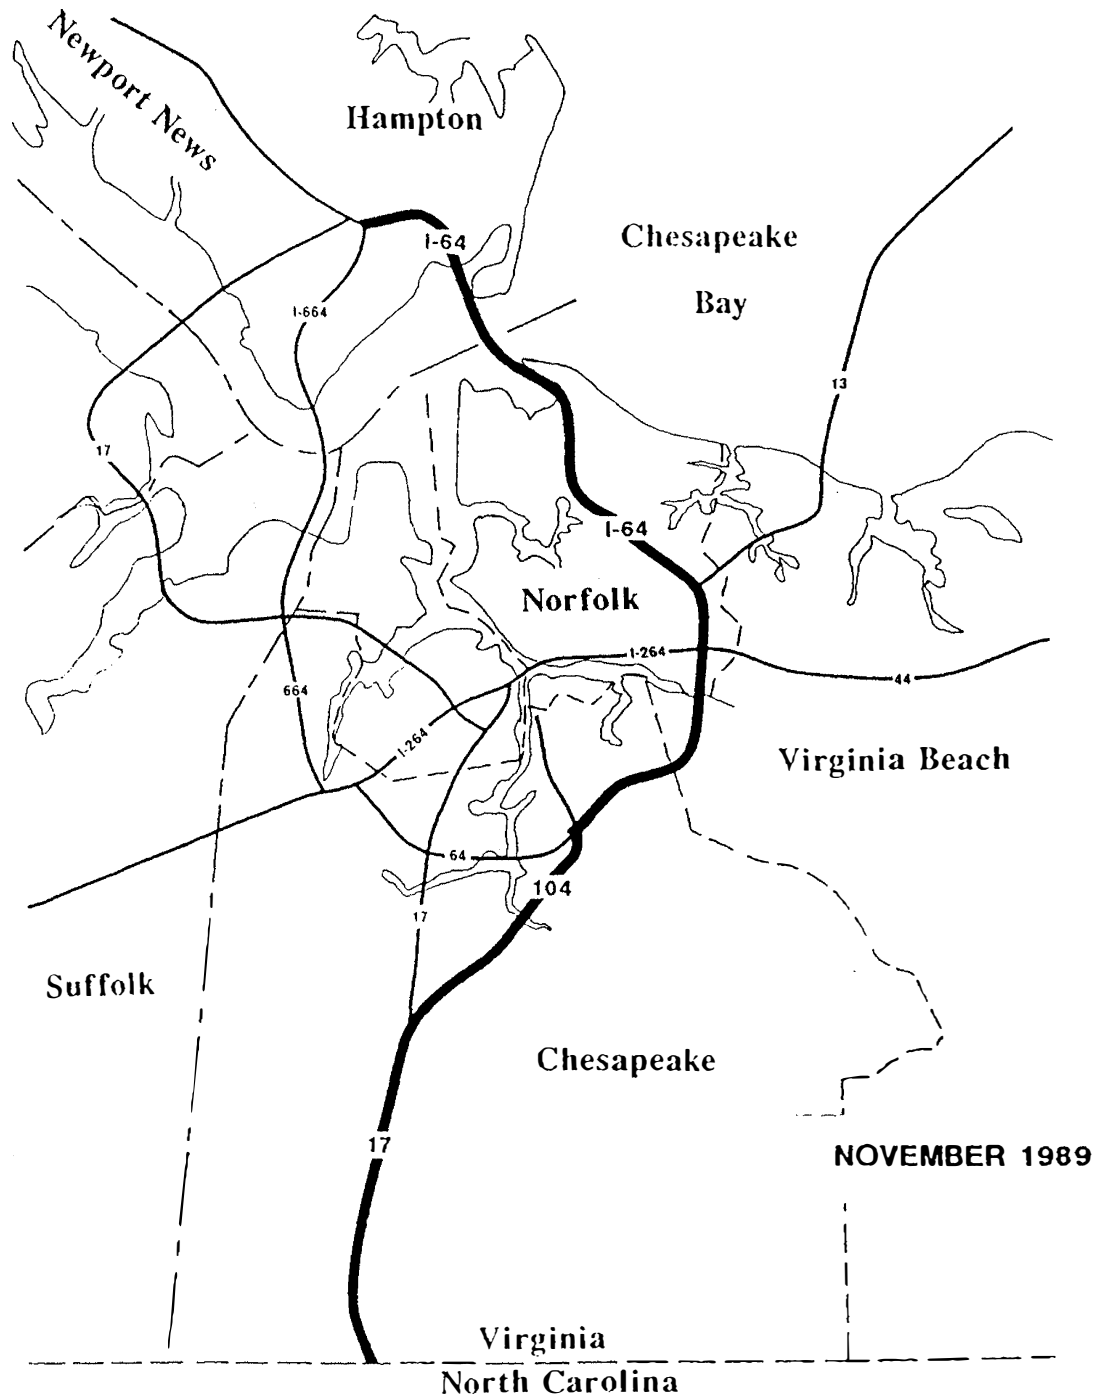 Newport News
Hampton
I-64
Chesapeake
Bay
I-664
13
17
I-64
Norfolk
I-264
44
664
I-264
Virginia Beach
64
104
17
Suffolk
Chesapeake
17
NOVEMBER 1989
Virginia
North Carolina